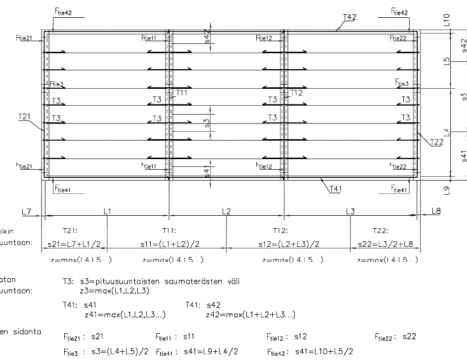 Ftie42 Ftie42
T42
L10
Ftie21 Ftie11 s42 Ftie12 Ftie22
s42
L5
Ftie3 T11 T12 Ftie3
T3 T3 T3 T3
s3
T21 T3 T3 s3 T3 T3
L4
T22
Ftie21 Ftie11 s41 Ftie12 Ftie22
s41
Ftie41 T41 Ftie41
L9
L7 L1 L2 L3 L8
T21: T11: T12: T22:
s21=L7+L1/2 s11=(L1+L2)/2 s12=(L2+L3)/2 s22=L3/2+L8
z=max(L4,L5...) z=max(L4,L5...) z=max(L4,L5...) z=max(L4,L5...)
T3: s3=pituusuuntaisten saumaterästen väli
z3=max(L1,L2,L3)
T41: s41 T41: s42
z41=max(L1,L2,L3...) z42=max(L1+L2+L3...)
sidonta
Ftie21: s21 Ftie11: s11 Ftie12: s12 Ftie22: s22
Ftie3: s3=(L4+L5)/2 Ftie41: s41=L9+L4/2 Ftie42: s41=L10+L5/2